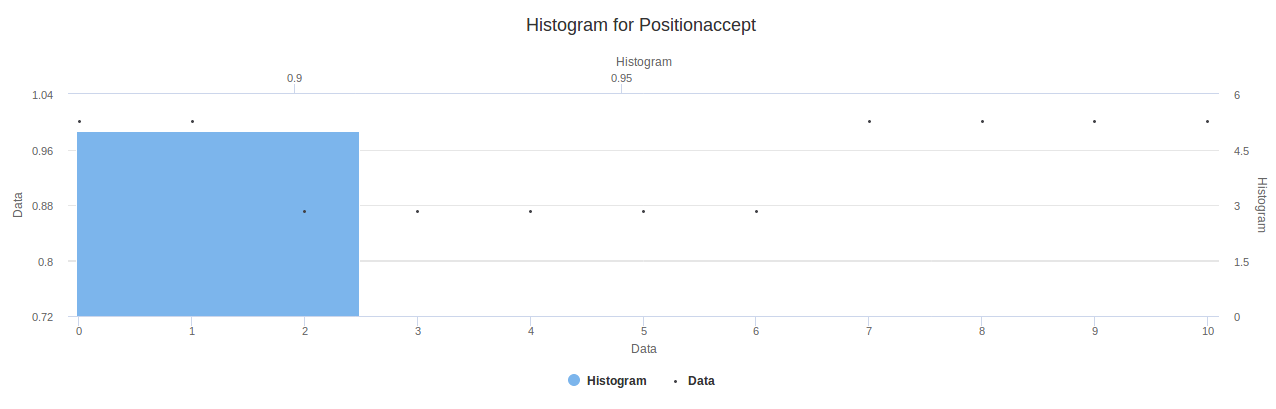 Histogram for Positionaccept
Histogram
0.9 0.95
1.04 6
0.96 4.5
0.88 3
0.8 1.5
0.72 0
Data
Histogram
0 1 2 3 4 5 6 7 8 9 10
Data
Histogram Data